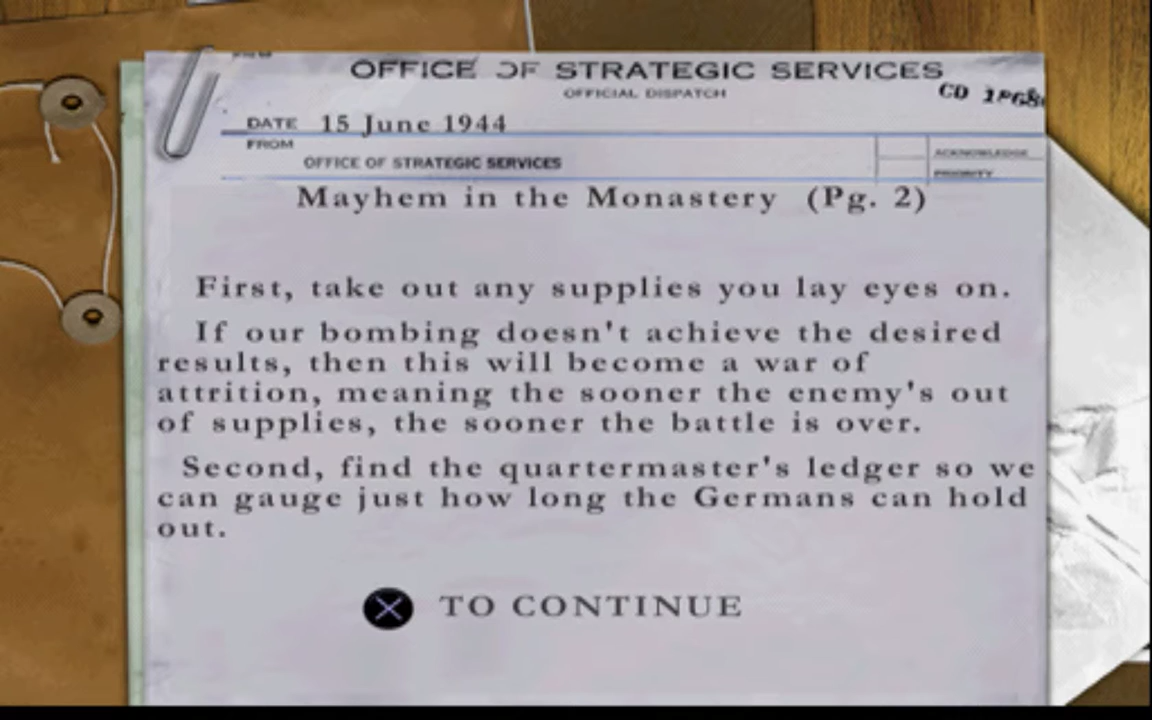 OFFICE OF STRATEGIC SERVICES
OFFICIAL DISPATCH
DATE 15 June 1944
FROM
OFFICE OF STRATEGIC SERVICES
ACKNOWLEDGE
PRIORITY
Mayhem in the Monastery (Pg. 2)
First, take out any supplies you lay eyes on.
If our bombing doesn't achieve the desired
results, then this will become a war of
attrition, meaning the sooner the enemy's out
of supplies, the sooner the battle is over.
Second, find the quartermaster's ledger so we
can gauge just how long the Germans can hold
out.
TO CONTINUE